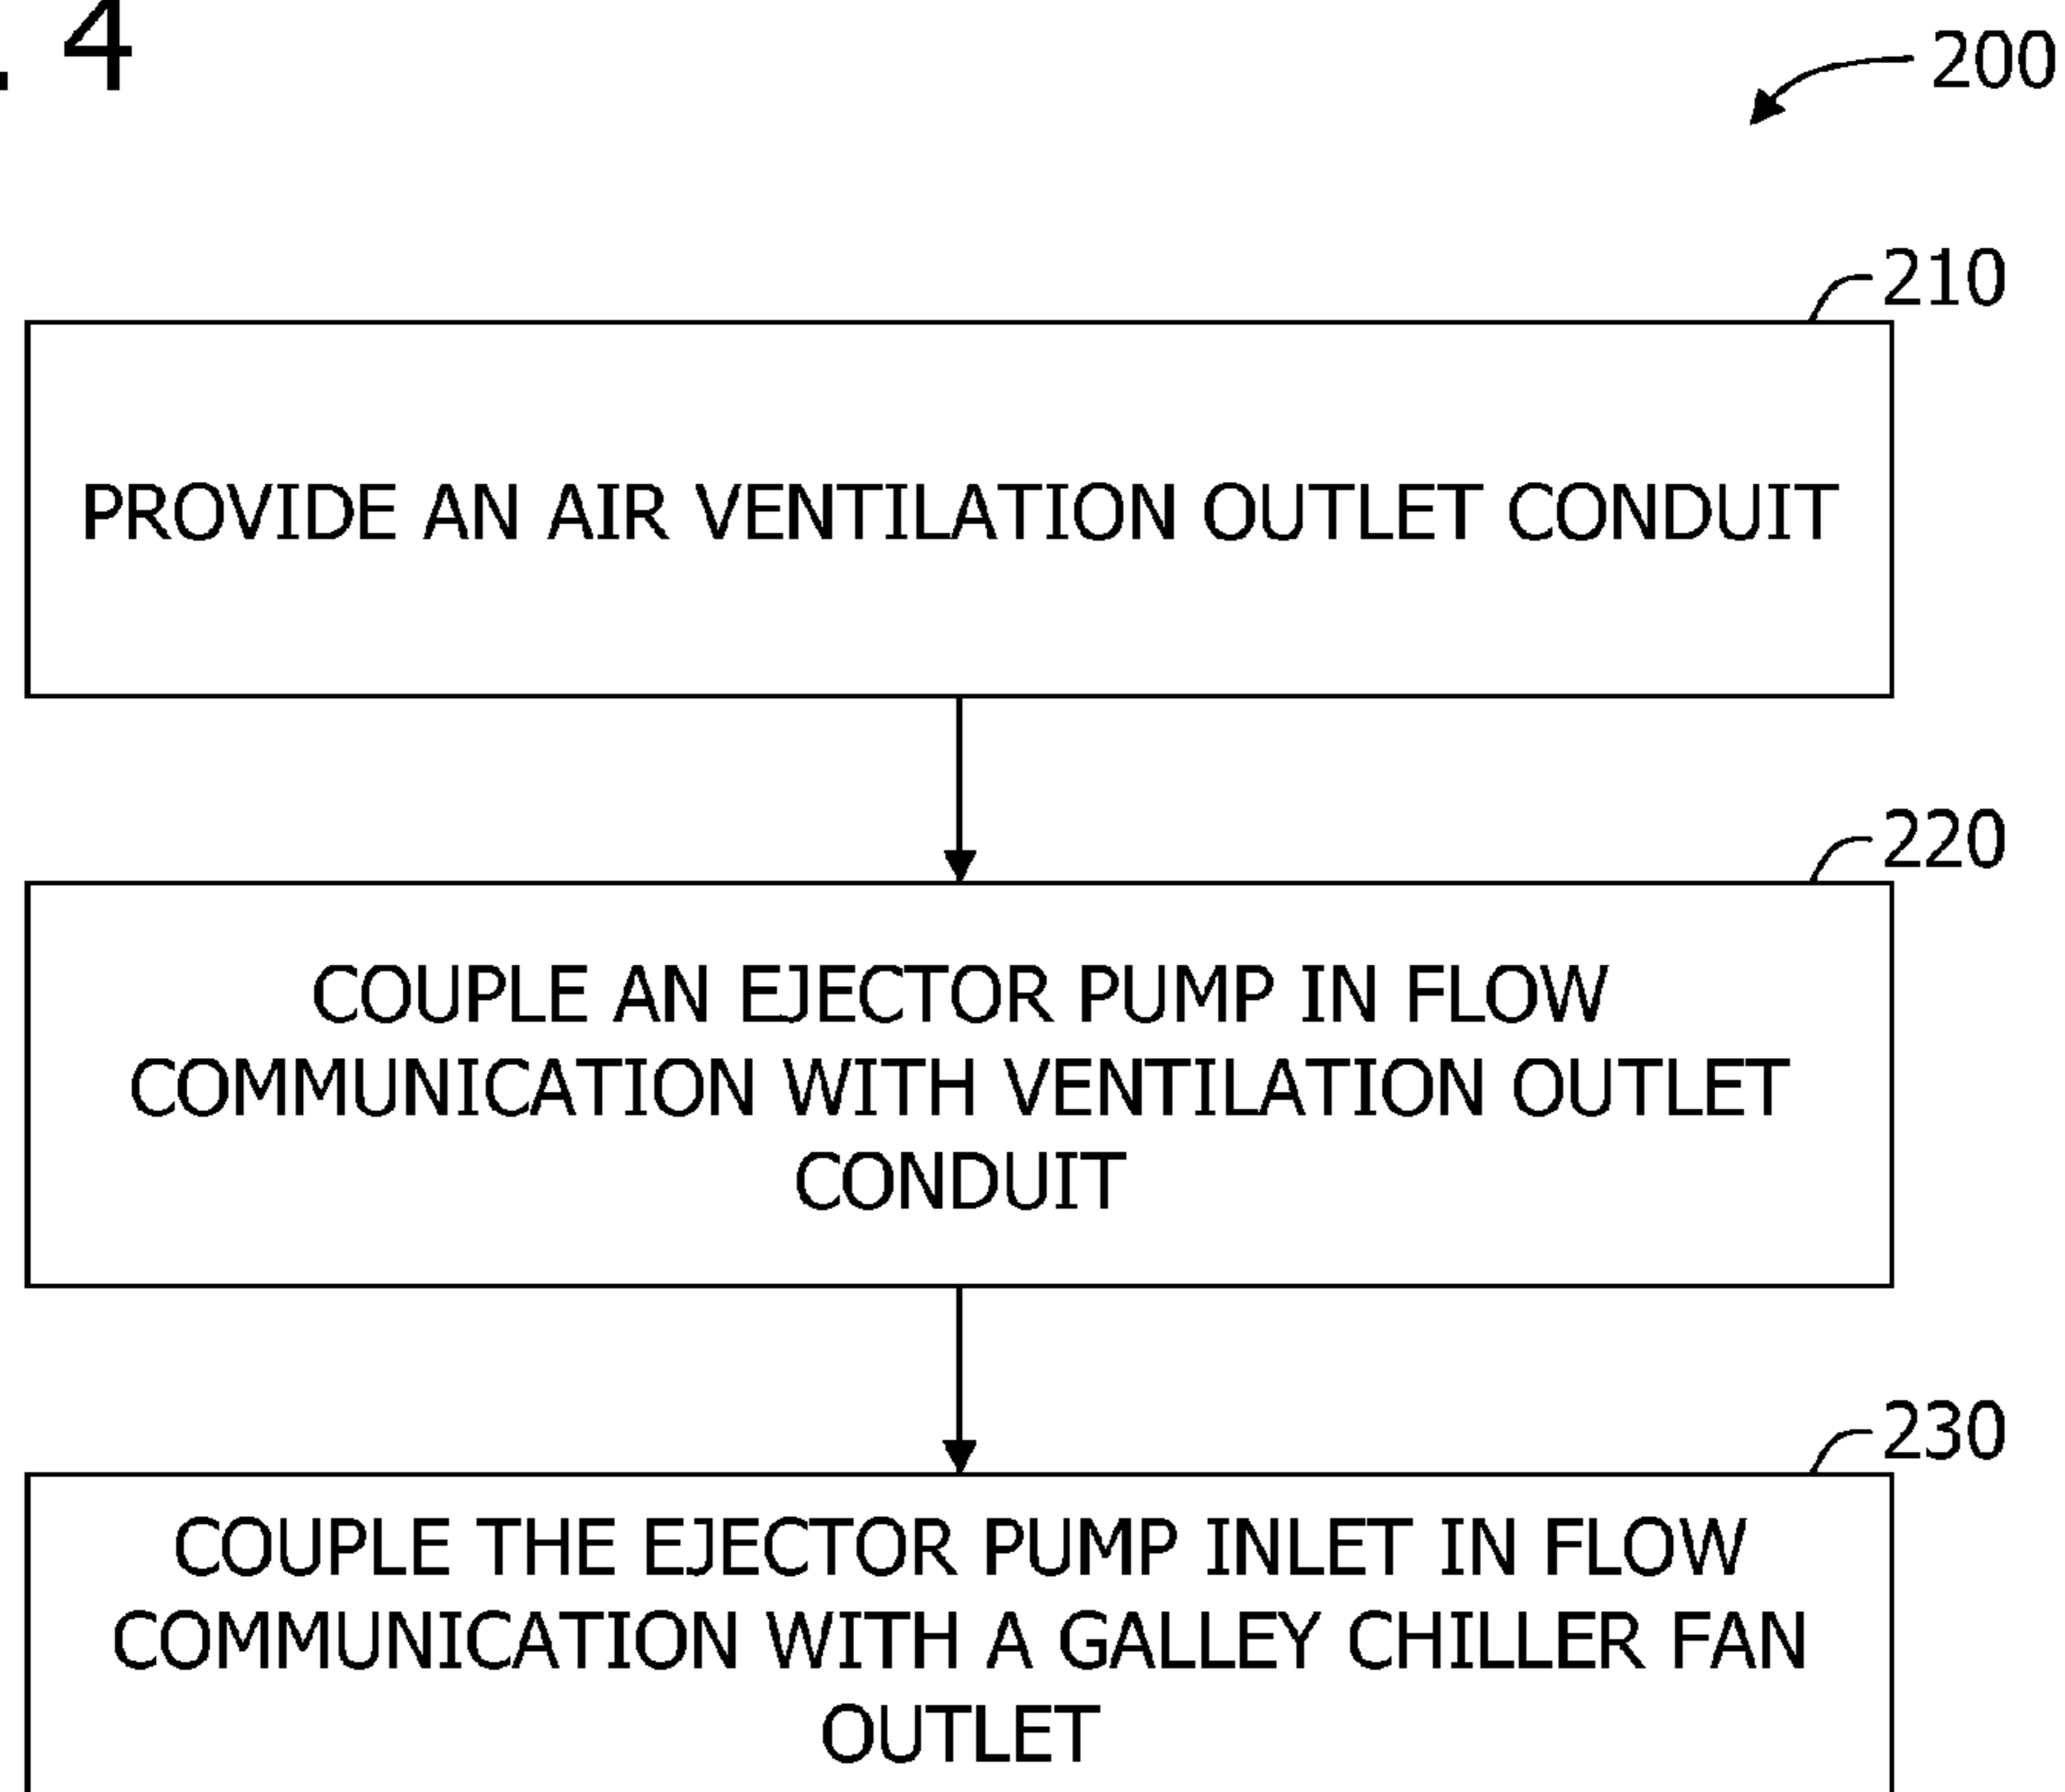 . 4
200
210
PROVIDE AN AIR VENTILATION OUTLET CONDUIT
220
COUPLE AN EJECTOR PUMP IN FLOW
COMMUNICATION WITH VENTILATION OUTLET
CONDUIT
230
COUPLE THE EJECTOR PUMP INLET IN FLOW
COMMUNICATION WITH A GALLEY CHILLER FAN
OUTLET